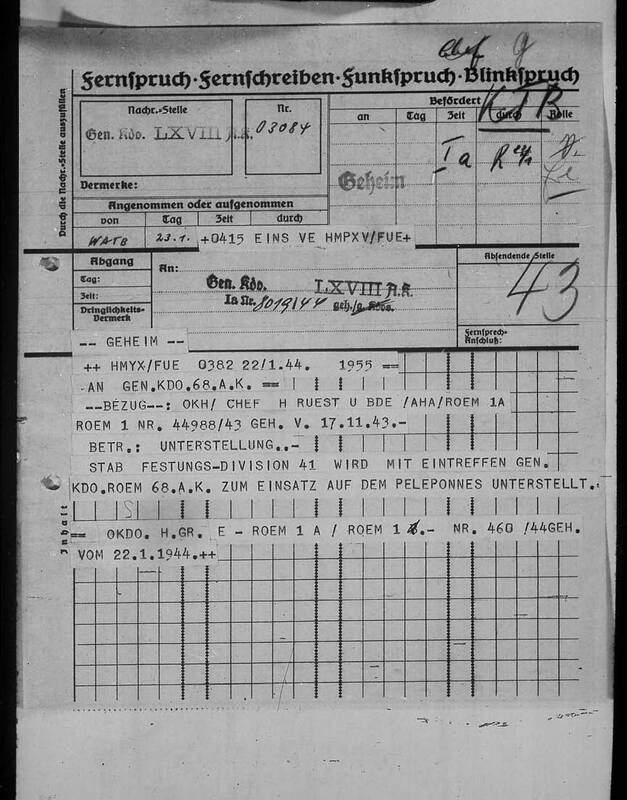 Chef
Fernspruch · Fernschreiben · Funkspruch · Blinkspruch
Durch die Nachr.-Stelle auszufüllen
Nachr.-Stelle
Nr.
Gen. Kdo. LXVIII A.K.
03084
Vermerke:
Befördert
an Tag Zeit durch Rolle
KTB
Ia
Geheim
Angenommen oder aufgenommen
von Tag Zeit durch
WATB 23.1. +0415 EINS VE HMPXV/FUE+
Abgang
Tag:
Zeit:
Dringlichkeits-
Vermerk
An:
Gen. Kdo. LXVIII A.K.
Ia Nr. 8019/44 geh./g. Kdos.
Absendende Stelle
43
Fernsprech-
Anschluß:
-- GEHEIM --
++ HMYX/FUE 0382 22/1.44. 1955 ==
AN GEN.KDO.68.A.K. ==
--BEZUG--: OKH/ CHEF H RUEST U BDE /AHA/ROEM 1A
ROEM 1 NR. 44988/43 GEH. V. 17.11.43.-
BETR.: UNTERSTELLUNG..-
STAB FESTUNGS-DIVISION 41 WIRD MIT EINTREFFEN GEN.
KDO.ROEM 68.A.K. ZUM EINSATZ AUF DEM PELEPONNES UNTERSTELLT.
Inhalt
== OKDO. H.GR. E - ROEM 1 A / ROEM 1 .- NR. 460 /44GEH.
VOM 22.1.1944.++